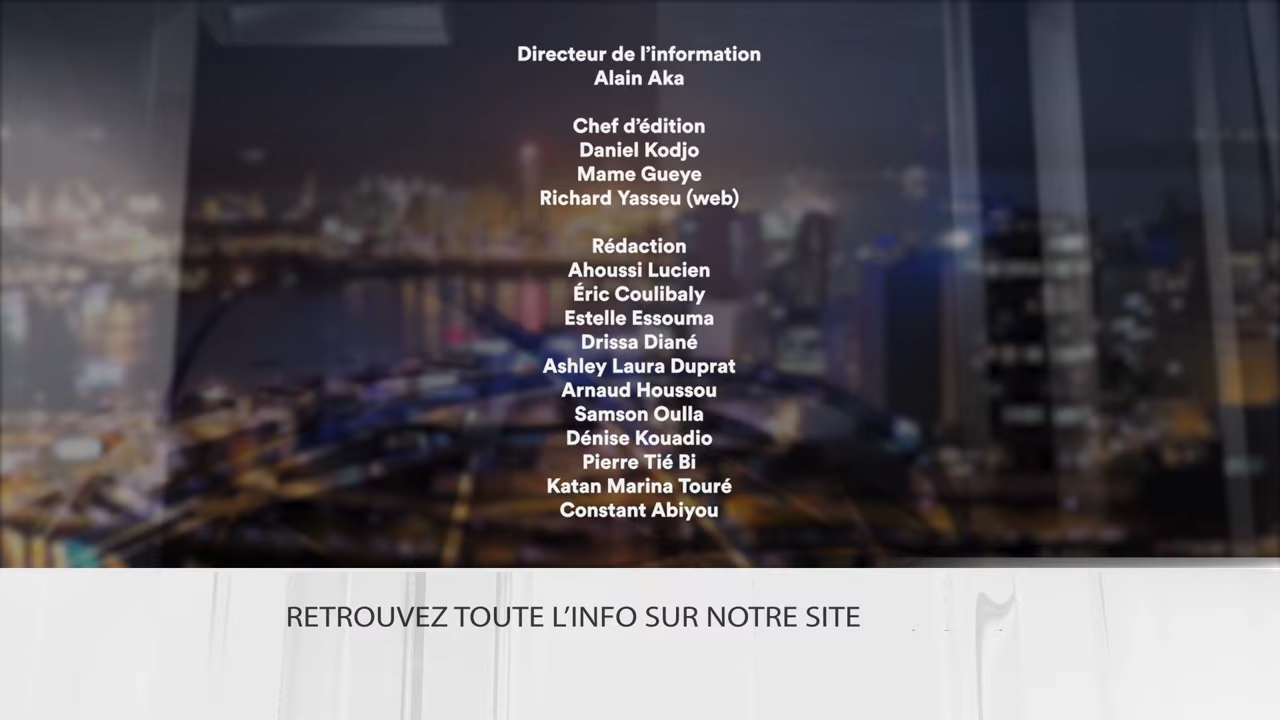 Directeur de l’information
Alain Aka
Chef d’édition
Daniel Kodjo
Mame Gueye
Richard Yasseu (web)
Rédaction
Ahoussi Lucien
Éric Coulibaly
Estelle Essouma
Drissa Diané
Ashley Laura Duprat
Arnaud Houssou
Samson Oulla
Dénise Kouadio
Pierre Tié Bi
Katan Marina Touré
Constant Abiyou
RETROUVEZ TOUTE L’INFO SUR NOTRE SITE